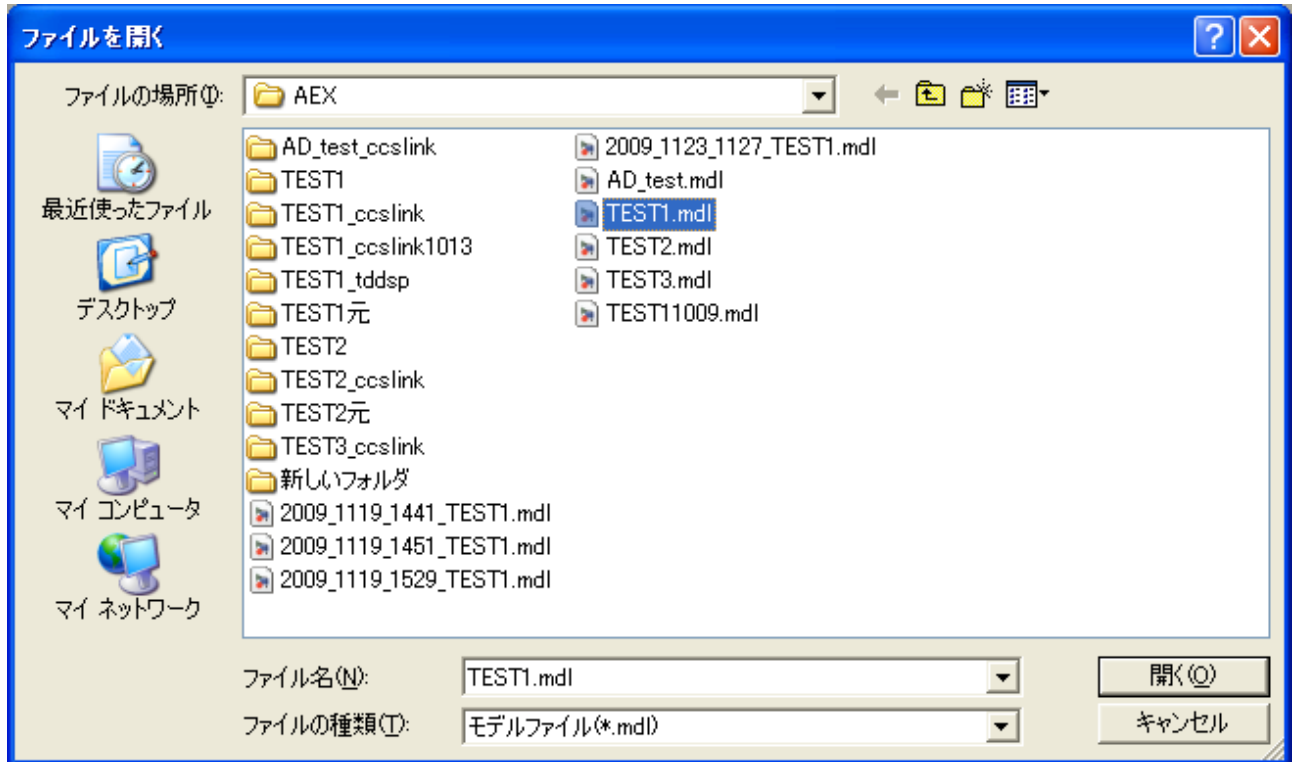 ファイルを開く
ファイルの場所(I):
AEX
最近使ったファイル
デスクトップ
マイ ドキュメント
マイ コンピュータ
マイ ネットワーク
AD_test_ccslink
TEST1
TEST1_ccslink
TEST1_ccslink1013
TEST1_tddsp
TEST1元
TEST2
TEST2_ccslink
TEST2元
TEST3_ccslink
新しいフォルダ
2009_1119_1441_TEST1.mdl
2009_1119_1451_TEST1.mdl
2009_1119_1529_TEST1.mdl
2009_1123_1127_TEST1.mdl
AD_test.mdl
TEST1.mdl
TEST2.mdl
TEST3.mdl
TEST11009.mdl
ファイル名(N):
TEST1.mdl
開く(O)
ファイルの種類(T):
モデルファイル(*.mdl)
キャンセル